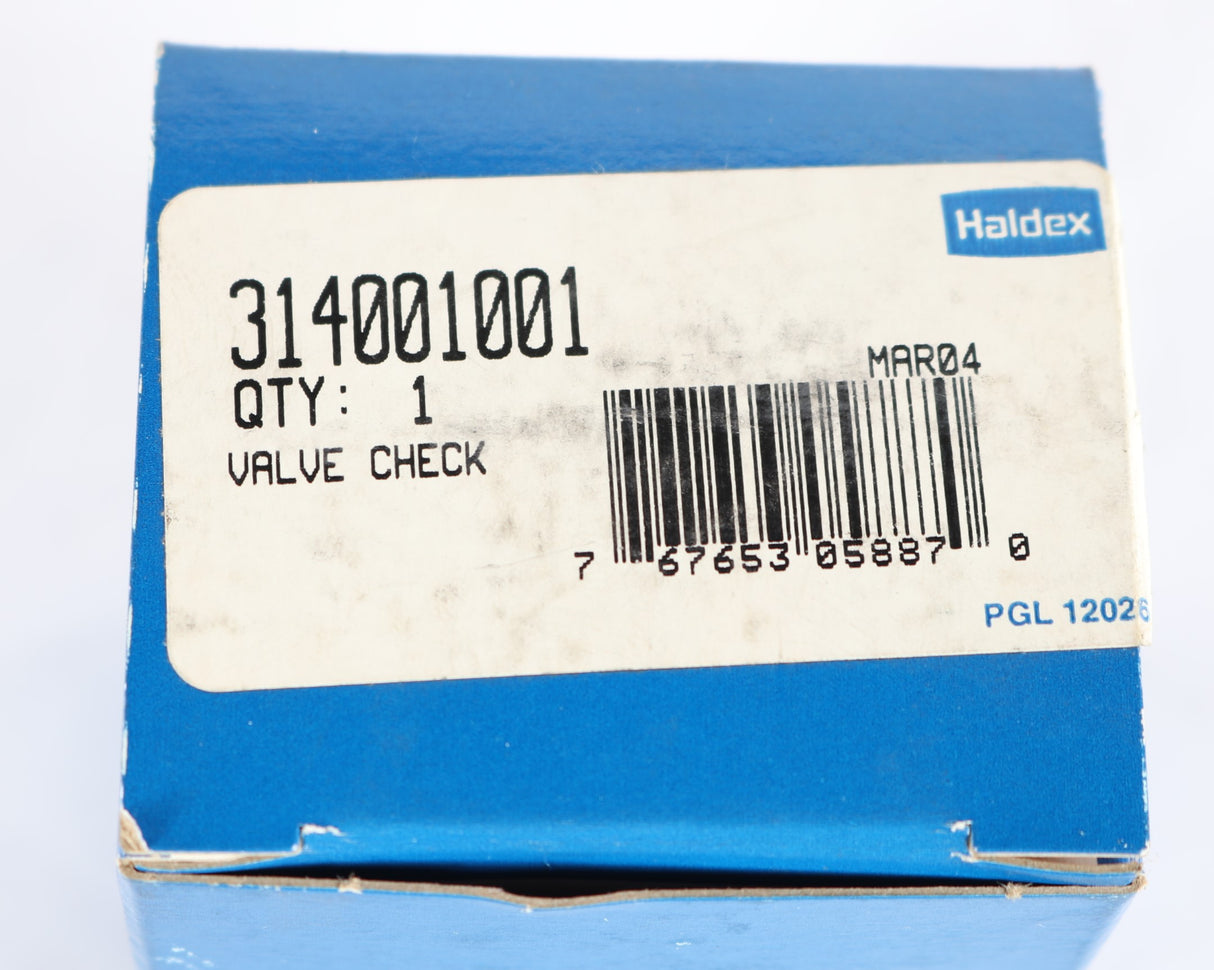 Haldex
314001001
MAR04
QTY: 1
VALVE CHECK
7 67653 05887 0
PGL 12026